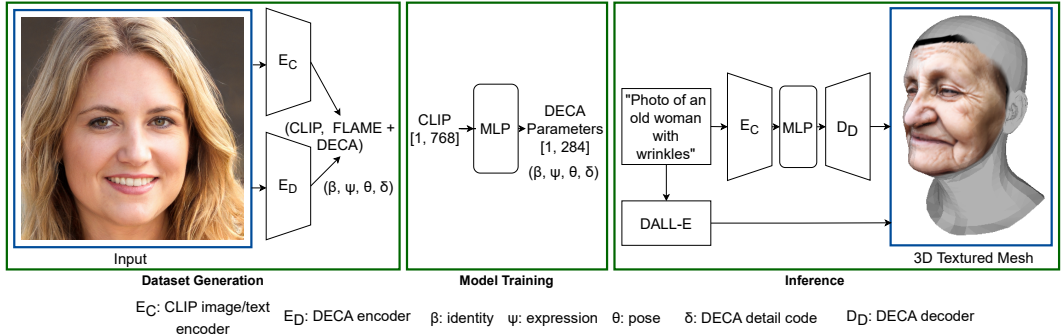 E_C
E_D
(CLIP, FLAME +
DECA)
(β, ψ, θ, δ)
Input
Dataset Generation
CLIP
[1, 768]
MLP
DECA
Parameters
[1, 284]
(β, ψ, θ, δ)
Model Training
"Photo of an
old woman
with
wrinkles"
E_C
MLP
D_D
DALL-E
3D Textured Mesh
Inference
E_C: CLIP image/text
encoder
E_D: DECA encoder
β: identity
ψ: expression
θ: pose
δ: DECA detail code
D_D: DECA decoder